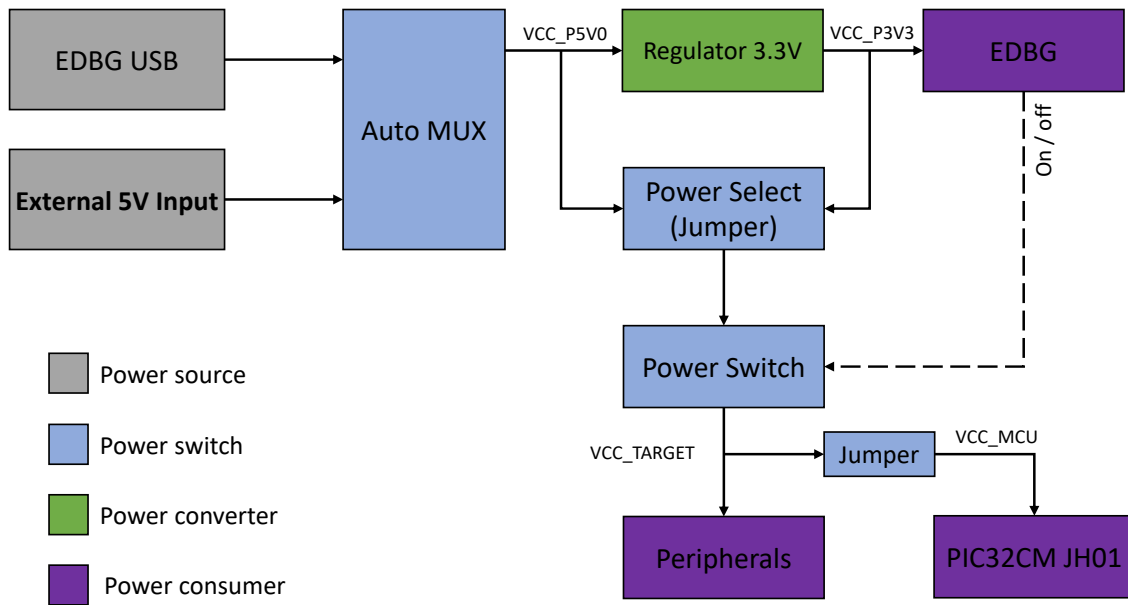 EDBG USB
External 5V Input
Auto MUX
VCC_P5V0
Regulator 3.3V
VCC_P3V3
EDBG
On / off
Power Select
(Jumper)
Power Switch
VCC_TARGET
Jumper
VCC_MCU
Peripherals
PIC32CM JH01
Power source
Power switch
Power converter
Power consumer